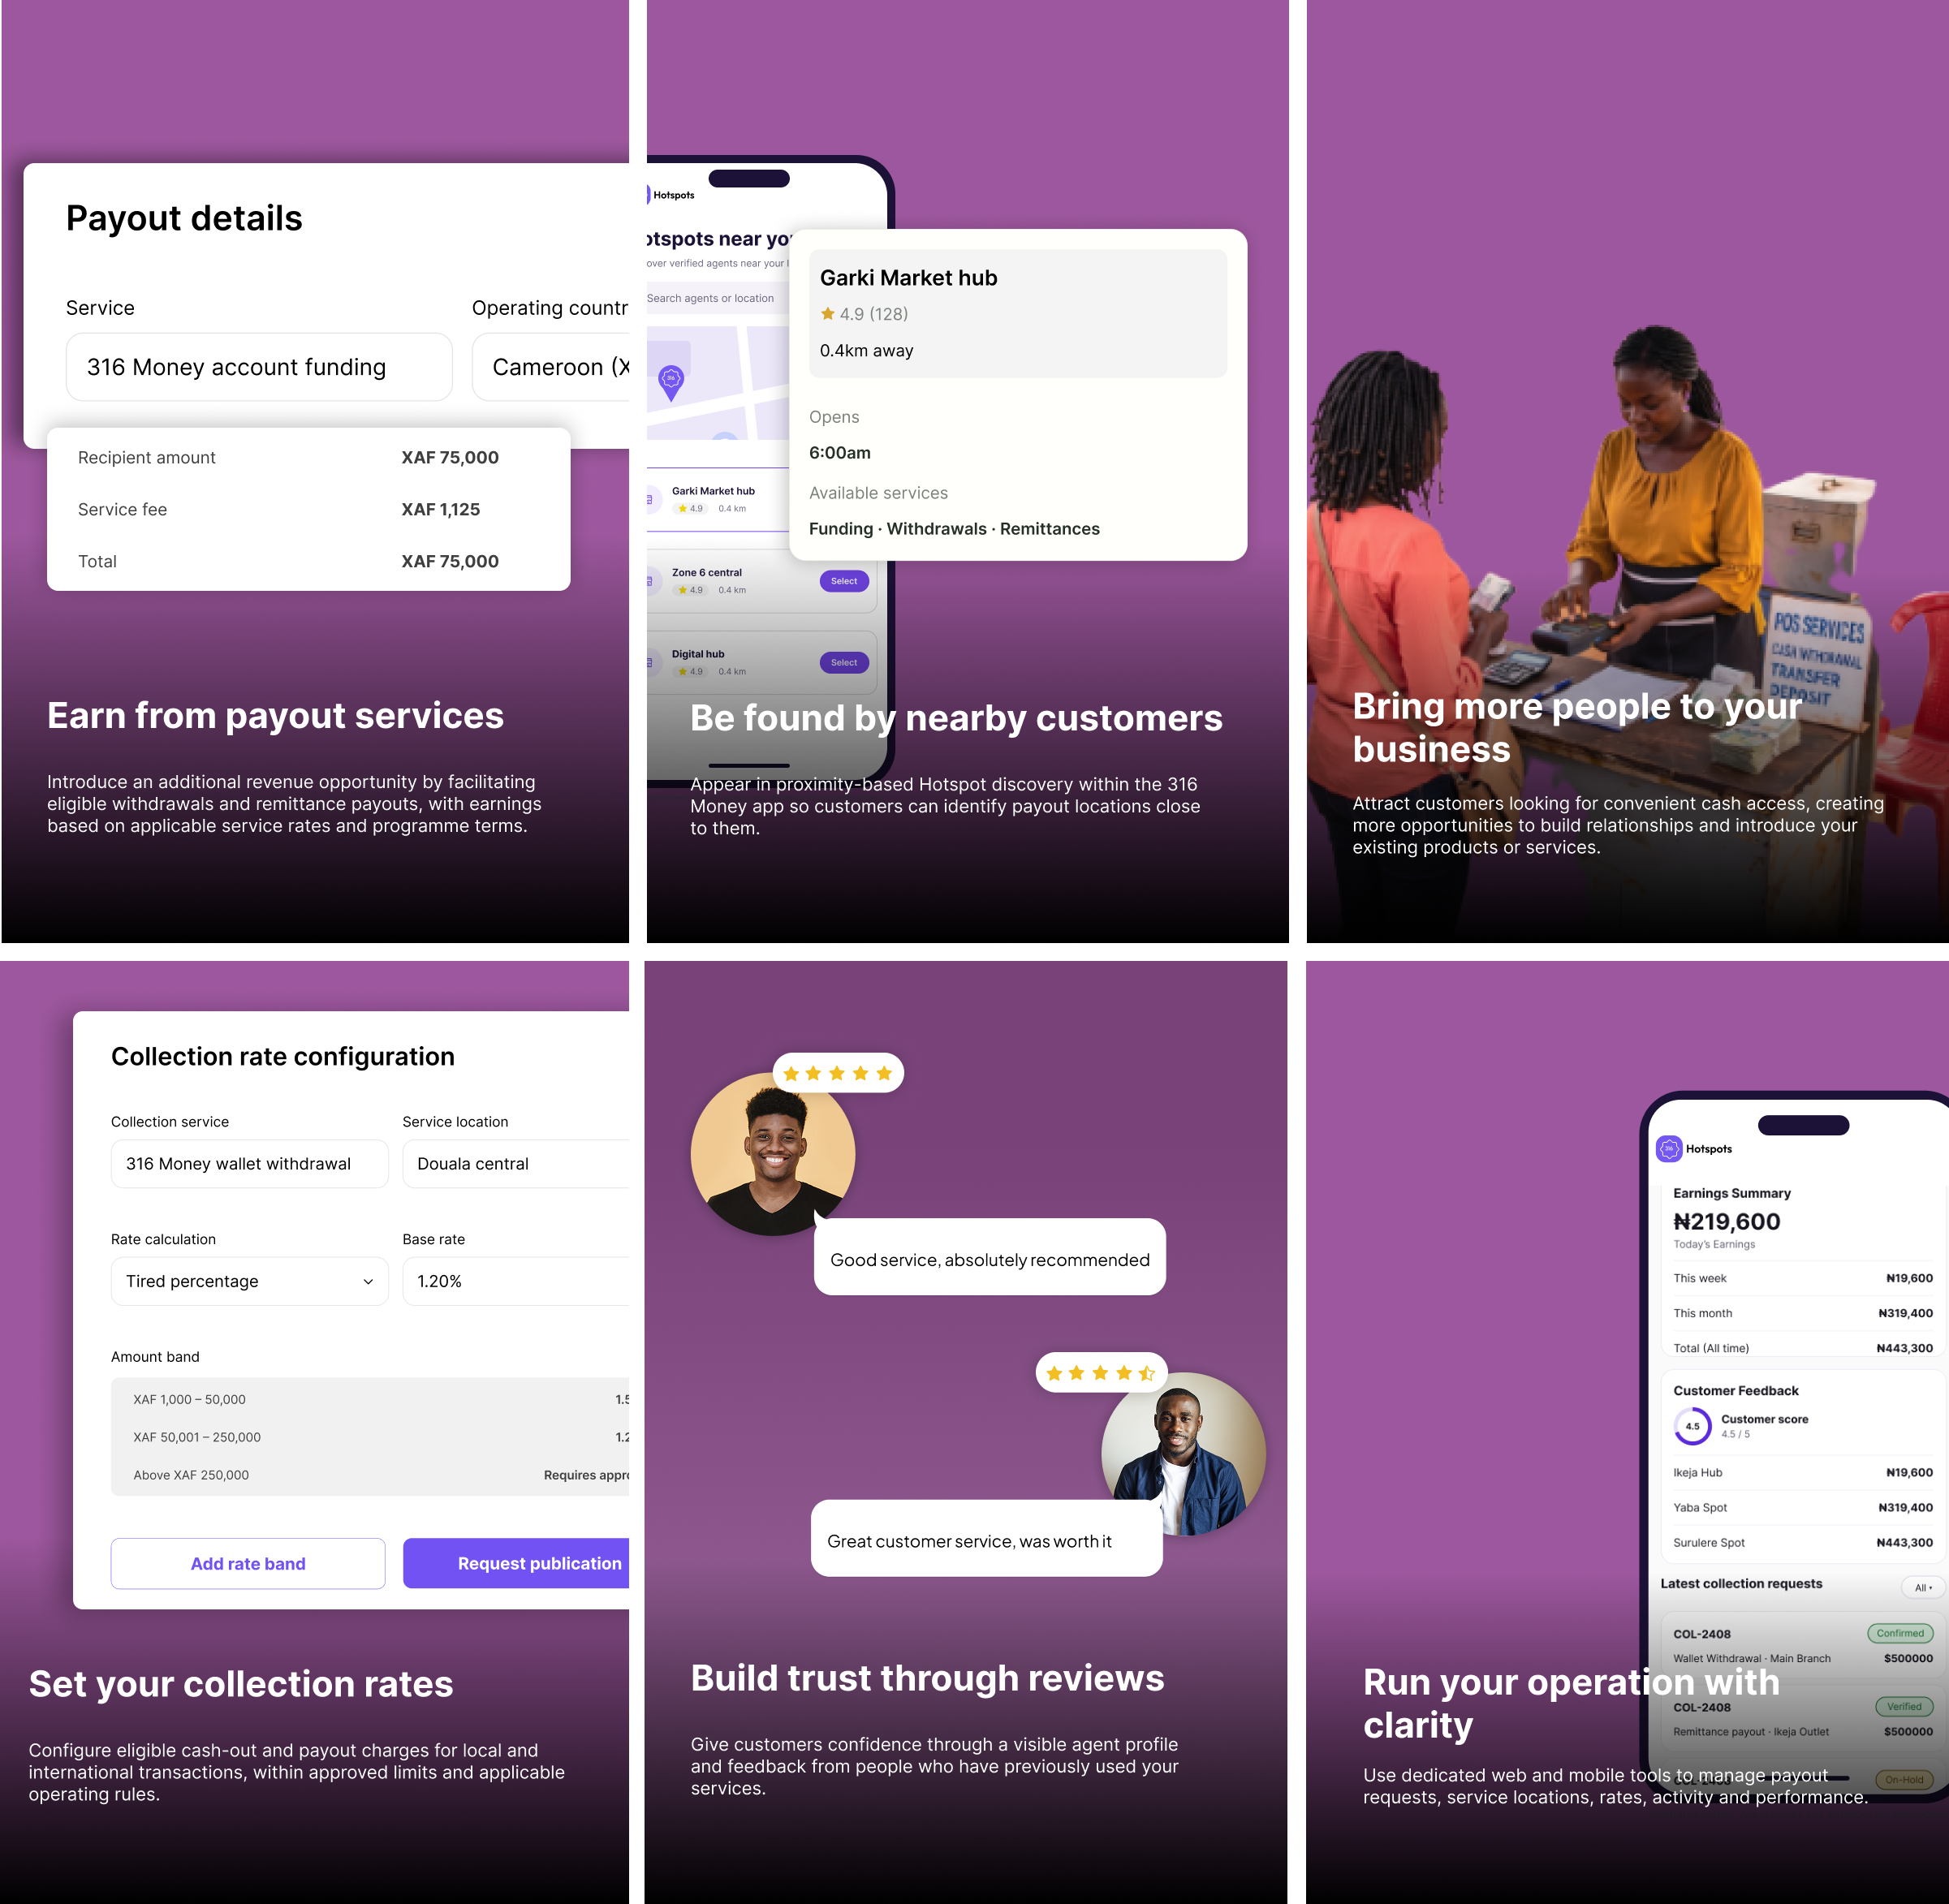 Payout details
Service
Operating countr
316 Money account funding
Cameroon (X
Recipient amount XAF 75,000
Service fee XAF 1,125
Total XAF 75,000
Earn from payout services
Introduce an additional revenue opportunity by facilitating
eligible withdrawals and remittance payouts, with earnings
based on applicable service rates and programme terms.
Hotspots
otspots near yo
over verified agents near your l
Search agents or location
316
Garki Market hub
4.9 0.4 km
Zone 6 central
4.9 0.4 km
Select
Digital hub
4.9 0.4 km
Select
Garki Market hub
4.9 (128)
0.4km away
Opens
6:00am
Available services
Funding · Withdrawals · Remittances
Be found by nearby customers
Appear in proximity-based Hotspot discovery within the 316
Money app so customers can identify payout locations close
to them.
POS SERVICES
CASH WITHDRAWAL
TRANSFER
DEPOSIT
Bring more people to your
business
Attract customers looking for convenient cash access, creating
more opportunities to build relationships and introduce your
existing products or services.
Collection rate configuration
Collection service
Service location
316 Money wallet withdrawal
Douala central
Rate calculation
Base rate
Tired percentage
1.20%
Amount band
XAF 1,000 – 50,000 1.5
XAF 50,001 – 250,000 1.2
Above XAF 250,000 Requires appro
Add rate band
Request publication
Set your collection rates
Configure eligible cash-out and payout charges for local and
international transactions, within approved limits and applicable
operating rules.
Good service, absolutely recommended
Great customer service, was worth it
Build trust through reviews
Give customers confidence through a visible agent profile
and feedback from people who have previously used your
services.
316 Hotspots
Earnings Summary
₦219,600
Today's Earnings
This week ₦19,600
This month ₦319,400
Total (All time) ₦443,300
Customer Feedback
4.5
Customer score
4.5 / 5
Ikeja Hub ₦19,600
Yaba Spot ₦319,400
Surulere Spot ₦443,300
Latest collection requests
All
COL-2408 Confirmed
Wallet Withdrawal · Main Branch $500000
COL-2408 Verified
Remittance payout · Ikeja Outlet $500000
COL-2408 On-Hold
Run your operation with
clarity
Use dedicated web and mobile tools to manage payout
requests, service locations, rates, activity and performance.